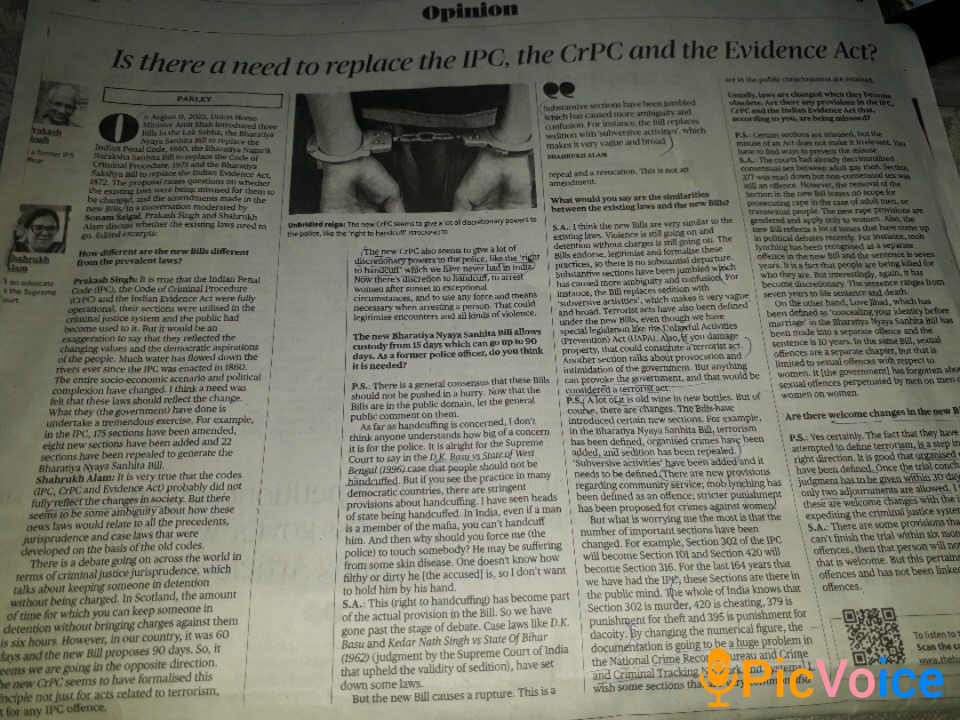 Opinion
Is there a need to replace the IPC, the CrPC and the Evidence Act?
Prakash
Singh
is a former IPS
officer
Shahrukh
Alam
is an advocate
the Supreme
Court
PARLEY
On August 11, 2023, Union Home
Minister Amit Shah introduced three
Bills in the Lok Sabha, the Bharatiya
Nyaya Sanhita Bill to replace the
Indian Penal Code, 1860, the Bharatiya Nagarik
Suraksha Sanhita Bill to replace the Code of
Criminal Procedure, 1973 and the Bharatiya
Sakshya Bill to replace the Indian Evidence Act,
1872. The proposal raises questions on whether
the existing laws were being misused for them to
be changed, and the amendments made in the
new Bills. In a conversation moderated by
Sonam Saigal, Prakash Singh and Shahrukh
Alam discuss whether the existing laws need to
go. Edited excerpts:
How different are the new Bills different
from the prevalent laws?
Prakash Singh: It is true that the Indian Penal
Code (IPC), the Code of Criminal Procedure
(CrPC) and the Indian Evidence Act were fully
operational, their sections were utilised in the
criminal justice system and the public had
become used to it. But it would be an
exaggeration to say that they reflected the
changing values and the democratic aspirations
of the people. Much water has flowed down the
rivers ever since the IPC was enacted in 1860.
The entire socio-economic scenario and political
complexion have changed. I think a need was
felt that these laws should reflect the change.
What they (the government) have done is
undertake a tremendous exercise. For example,
in the IPC, 175 sections have been amended,
eight new sections have been added and 22
sections have been repealed to generate the
Bharatiya Nyaya Sanhita Bill.
Shahrukh Alam: It is very true that the codes
(IPC, CrPC and Evidence Act) probably did not
fully reflect the changes in society. But there
seems to be some ambiguity about how these
news laws would relate to all the precedents,
jurisprudence and case laws that were
developed on the basis of the old codes.
There is a debate going on across the world in
terms of criminal justice jurisprudence, which
talks about keeping someone in detention
without being charged. In Scotland, the amount
of time for which you can keep someone in
detention without bringing charges against them
is six hours. However, in our country, it was 60
days and the new Bill proposes 90 days. So, it
seems we are going in the opposite direction.
The new CrPC seems to have formalised this
principle not just for acts related to terrorism,
but for any IPC offence.
Unbridled reign: The new CrPC seems to give a lot of discretionary powers to
the police, like the 'right to handcuff'. ISTOCKPHOTO
The new CrPC also seems to give a lot of
discretionary powers to the police, like the 'right
to handcuff' which we have never had in India.
Now there's discretion to handcuff, to arrest
women after sunset in exceptional
circumstances, and to use any force and means
necessary when arresting a person. That could
legitimise encounters and all kinds of violence.
The new Bharatiya Nyaya Sanhita Bill allows
custody from 15 days which can go up to 90
days. As a former police officer, do you think
it is needed?
P.S.: There is a general consensus that these Bills
should not be pushed in a hurry. Now that the
Bills are in the public domain, let the general
public comment on them.
As far as handcuffing is concerned, I don't
think anyone understands how big of a concern
it is for the police. It is alright for the Supreme
Court to say in the D.K. Basu vs State of West
Bengal (1996) case that people should not be
handcuffed. But if you see the practice in many
democratic countries, there are stringent
provisions about handcuffing. I have seen heads
of state being handcuffed. In India, even if a man
is a member of the mafia, you can't handcuff
him. And then why should you force me (the
police) to touch somebody? He may be suffering
from some skin disease. One doesn't know how
filthy or dirty he [the accused] is, so I don't want
to hold him by his hand.
S.A.: This (right to handcuffing) has become part
of the actual provision in the Bill. So we have
gone past the stage of debate. Case laws like D.K.
Basu and Kedar Nath Singh vs State Of Bihar
(1962) (judgment by the Supreme Court of India
that upheld the validity of sedition), have set
down some laws.
But the new Bill causes a rupture. This is a
Substantive sections have been jumbled
which has caused more ambiguity and
confusion. For instance, the Bill replaces
sedition with 'subversive activities', which
makes it very vague and broad
SHAHRUKH ALAM
repeal and a revocation. This is not an
amendment.
What would you say are the similarities
between the existing laws and the new Bills?
S.A.: I think the new Bills are very similar to the
existing laws. Violence is still going on and
detention without charges is still going on. The
Bills endorse, legitimise and formalise these
practices, so there is no substantial departure.
Substantive sections have been jumbled which
has caused more ambiguity and confusion. For
instance, the Bill replaces sedition with
'subversive activities', which makes it very vague
and broad. Terrorist acts have also been defined
under the new Bills, even though we have
special legislation like the Unlawful Activities
(Prevention) Act (UAPA). Also, if you damage
property, that could constitute a terrorist act.
Another section talks about provocation and
intimidation of the government. But anything
can provoke the government, and that would be
considered a terrorist act.
P.S.: A lot of it is old wine in new bottles. But of
course, there are changes. The Bills have
introduced certain new sections. For example,
in the Bharatiya Nyaya Sanhita Bill, terrorism
has been defined, organised crimes have been
added, and sedition has been repealed.
'Subversive activities' have been added and it
needs to be defined. There are new provisions
regarding community service; mob lynching has
been defined as an offence; stricter punishment
has been proposed for crimes against women.
But what is worrying me the most is that the
number of important sections have been
changed. For example, Section 302 of the IPC
will become Section 101 and Section 420 will
become Section 316. For the last 164 years that
we have had the IPC, these Sections are there in
the public mind. The whole of India knows that
Section 302 is murder, 420 is cheating, 379 is
punishment for theft and 395 is punishment for
dacoity. By changing the numerical figure, the
documentation is going to be a huge problem in
the National Crime Records Bureau and Crime
and Criminal Tracking Network and Systems. I
wish some sections that
are in the public consciousness are retained.
Usually, laws are changed when they become
obsolete. Are there any provisions in the IPC,
CrPC and the Indian Evidence Act that,
according to you, are being misused?
P.S.: Certain sections are misused, but the
misuse of an Act does not make it irrelevant. You
have to find ways to prevent the misuse.
S.A.: The courts had already decriminalised
consensual sex between adult gay men. Section
377 was read down but non-consensual sex was
still an offence. However, the removal of the
Section in the new Bill leaves no scope for
prosecuting rape in the case of adult men, or
transsexual people. The new rape provisions are
gendered and apply only to women. Also, the
new Bill reflects a lot of issues that have come up
in political debates recently. For instance, mob
lynching has been recognised as a separate
offence in the new Bill and the sentence is seven
years. It is a fact that people are being killed for
who they are. But interestingly, again, it has
become discretionary. The sentence ranges from
seven years to life sentence and death.
On the other hand, Love Jihad, which has
been defined as 'concealing your identity before
marriage' in the Bharatiya Nyaya Sanhita Bill has
been made into a separate offence and the
sentence is 10 years. In the same Bill, sexual
offences are a separate chapter, but that is
limited to sexual offences with respect to
women. It [the government] has forgotten about
sexual offences perpetuated by men on men o
women on women.
Are there welcome changes in the new B
P.S.: Yes certainly. The fact that they have
attempted to define terrorism, is a step in
right direction. It is good that organised
have been defined. Once the trial concl
judgment has to be given within 30 day
only two adjournments are allowed. I
these are welcome changes with the i
expediting the criminal justice system
S.A.: There are some provisions tha
can't finish the trial within six mon
offences, then that person will not
that is welcome. But this pertain
offences and has not been linked
offences.
To listen to
Scan the co
www.the
PicVoice